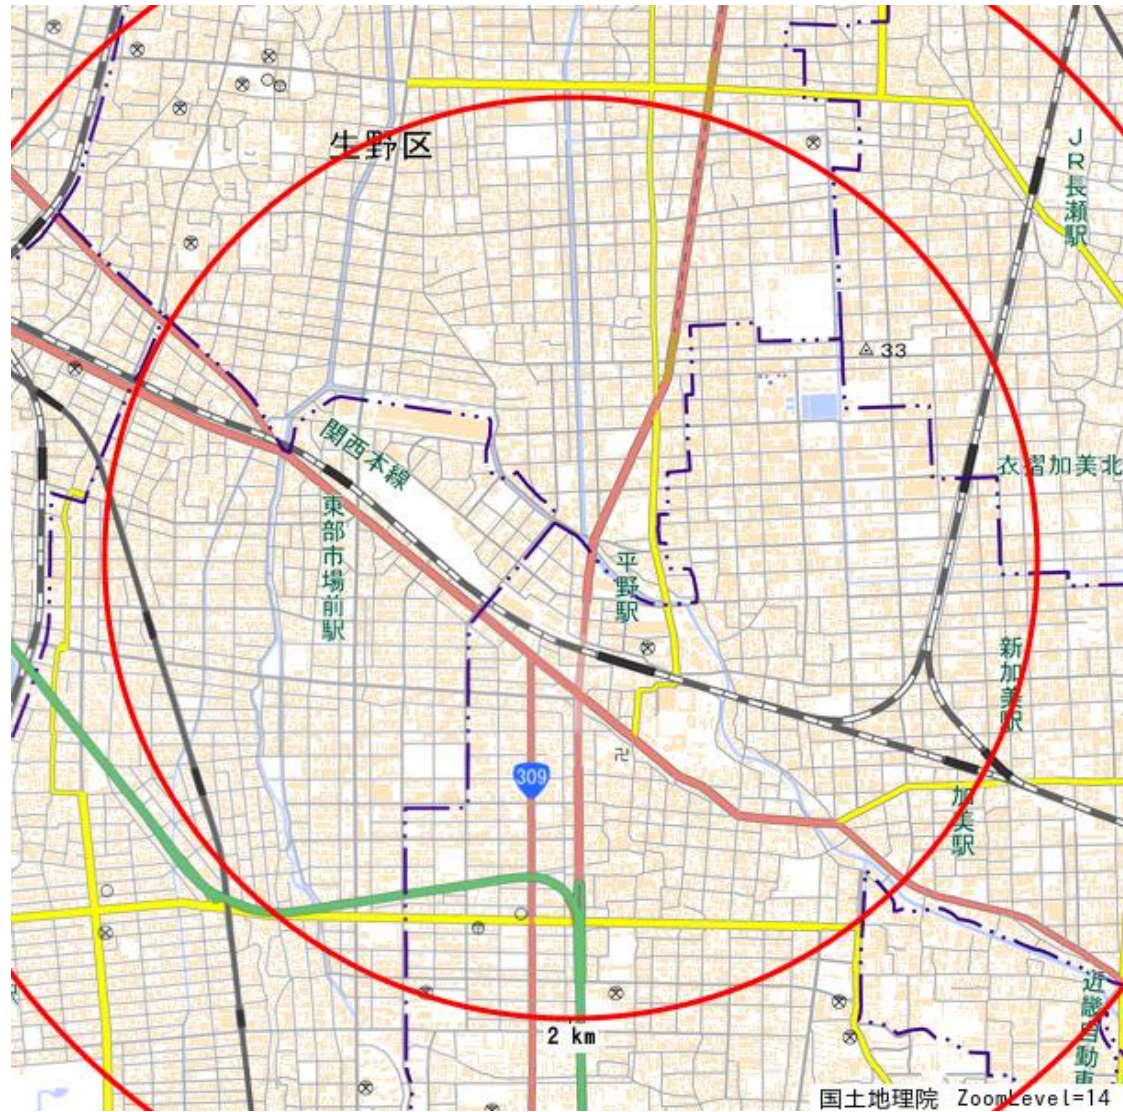 生野区
JR長瀬駅
33
関西本線
衣摺加美北
東部市場前駅
平野駅
新加美駅
309
加美駅
近畿自動車
2 km
国土地理院 ZoomLevel=14